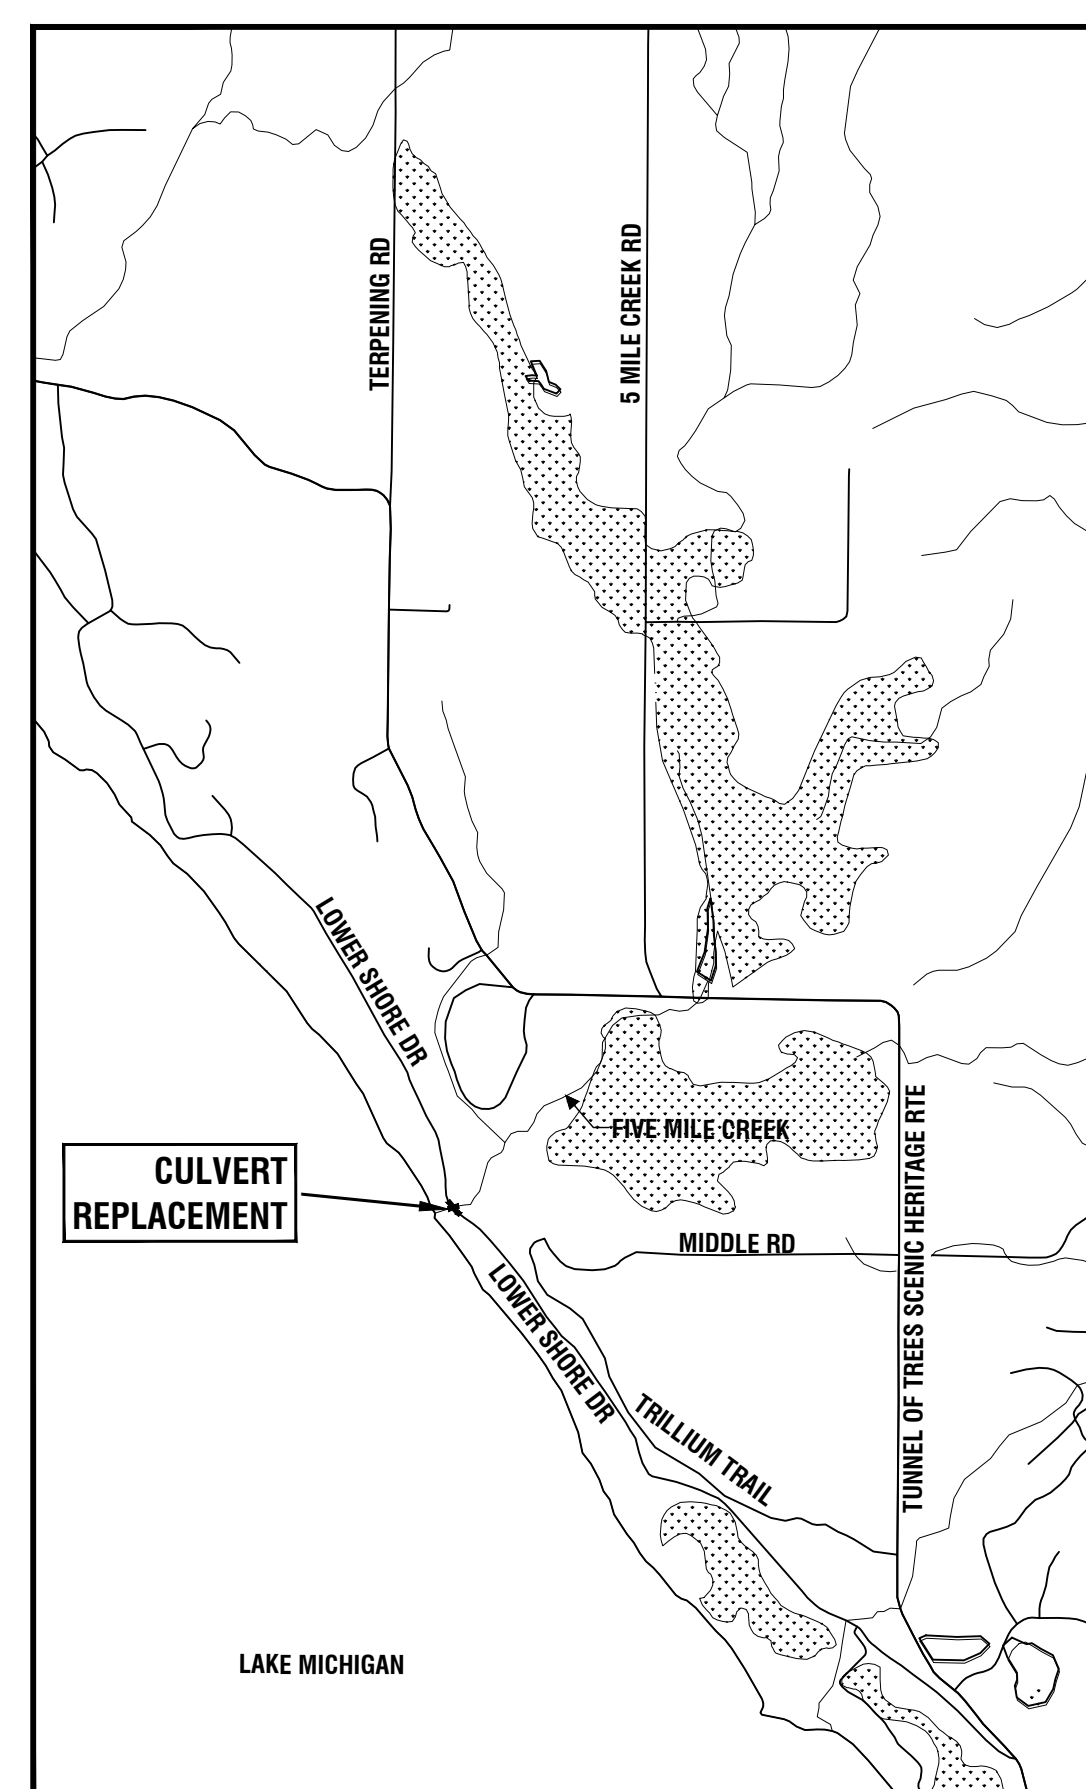 TERPENING RD
5 MILE CREEK RD
LOWER SHORE DR
FIVE MILE CREEK
CULVERT
REPLACEMENT
MIDDLE RD
TUNNEL OF TREES SCENIC HERITAGE RTE
LOWER SHORE DR
TRILLIUM TRAIL
LAKE MICHIGAN